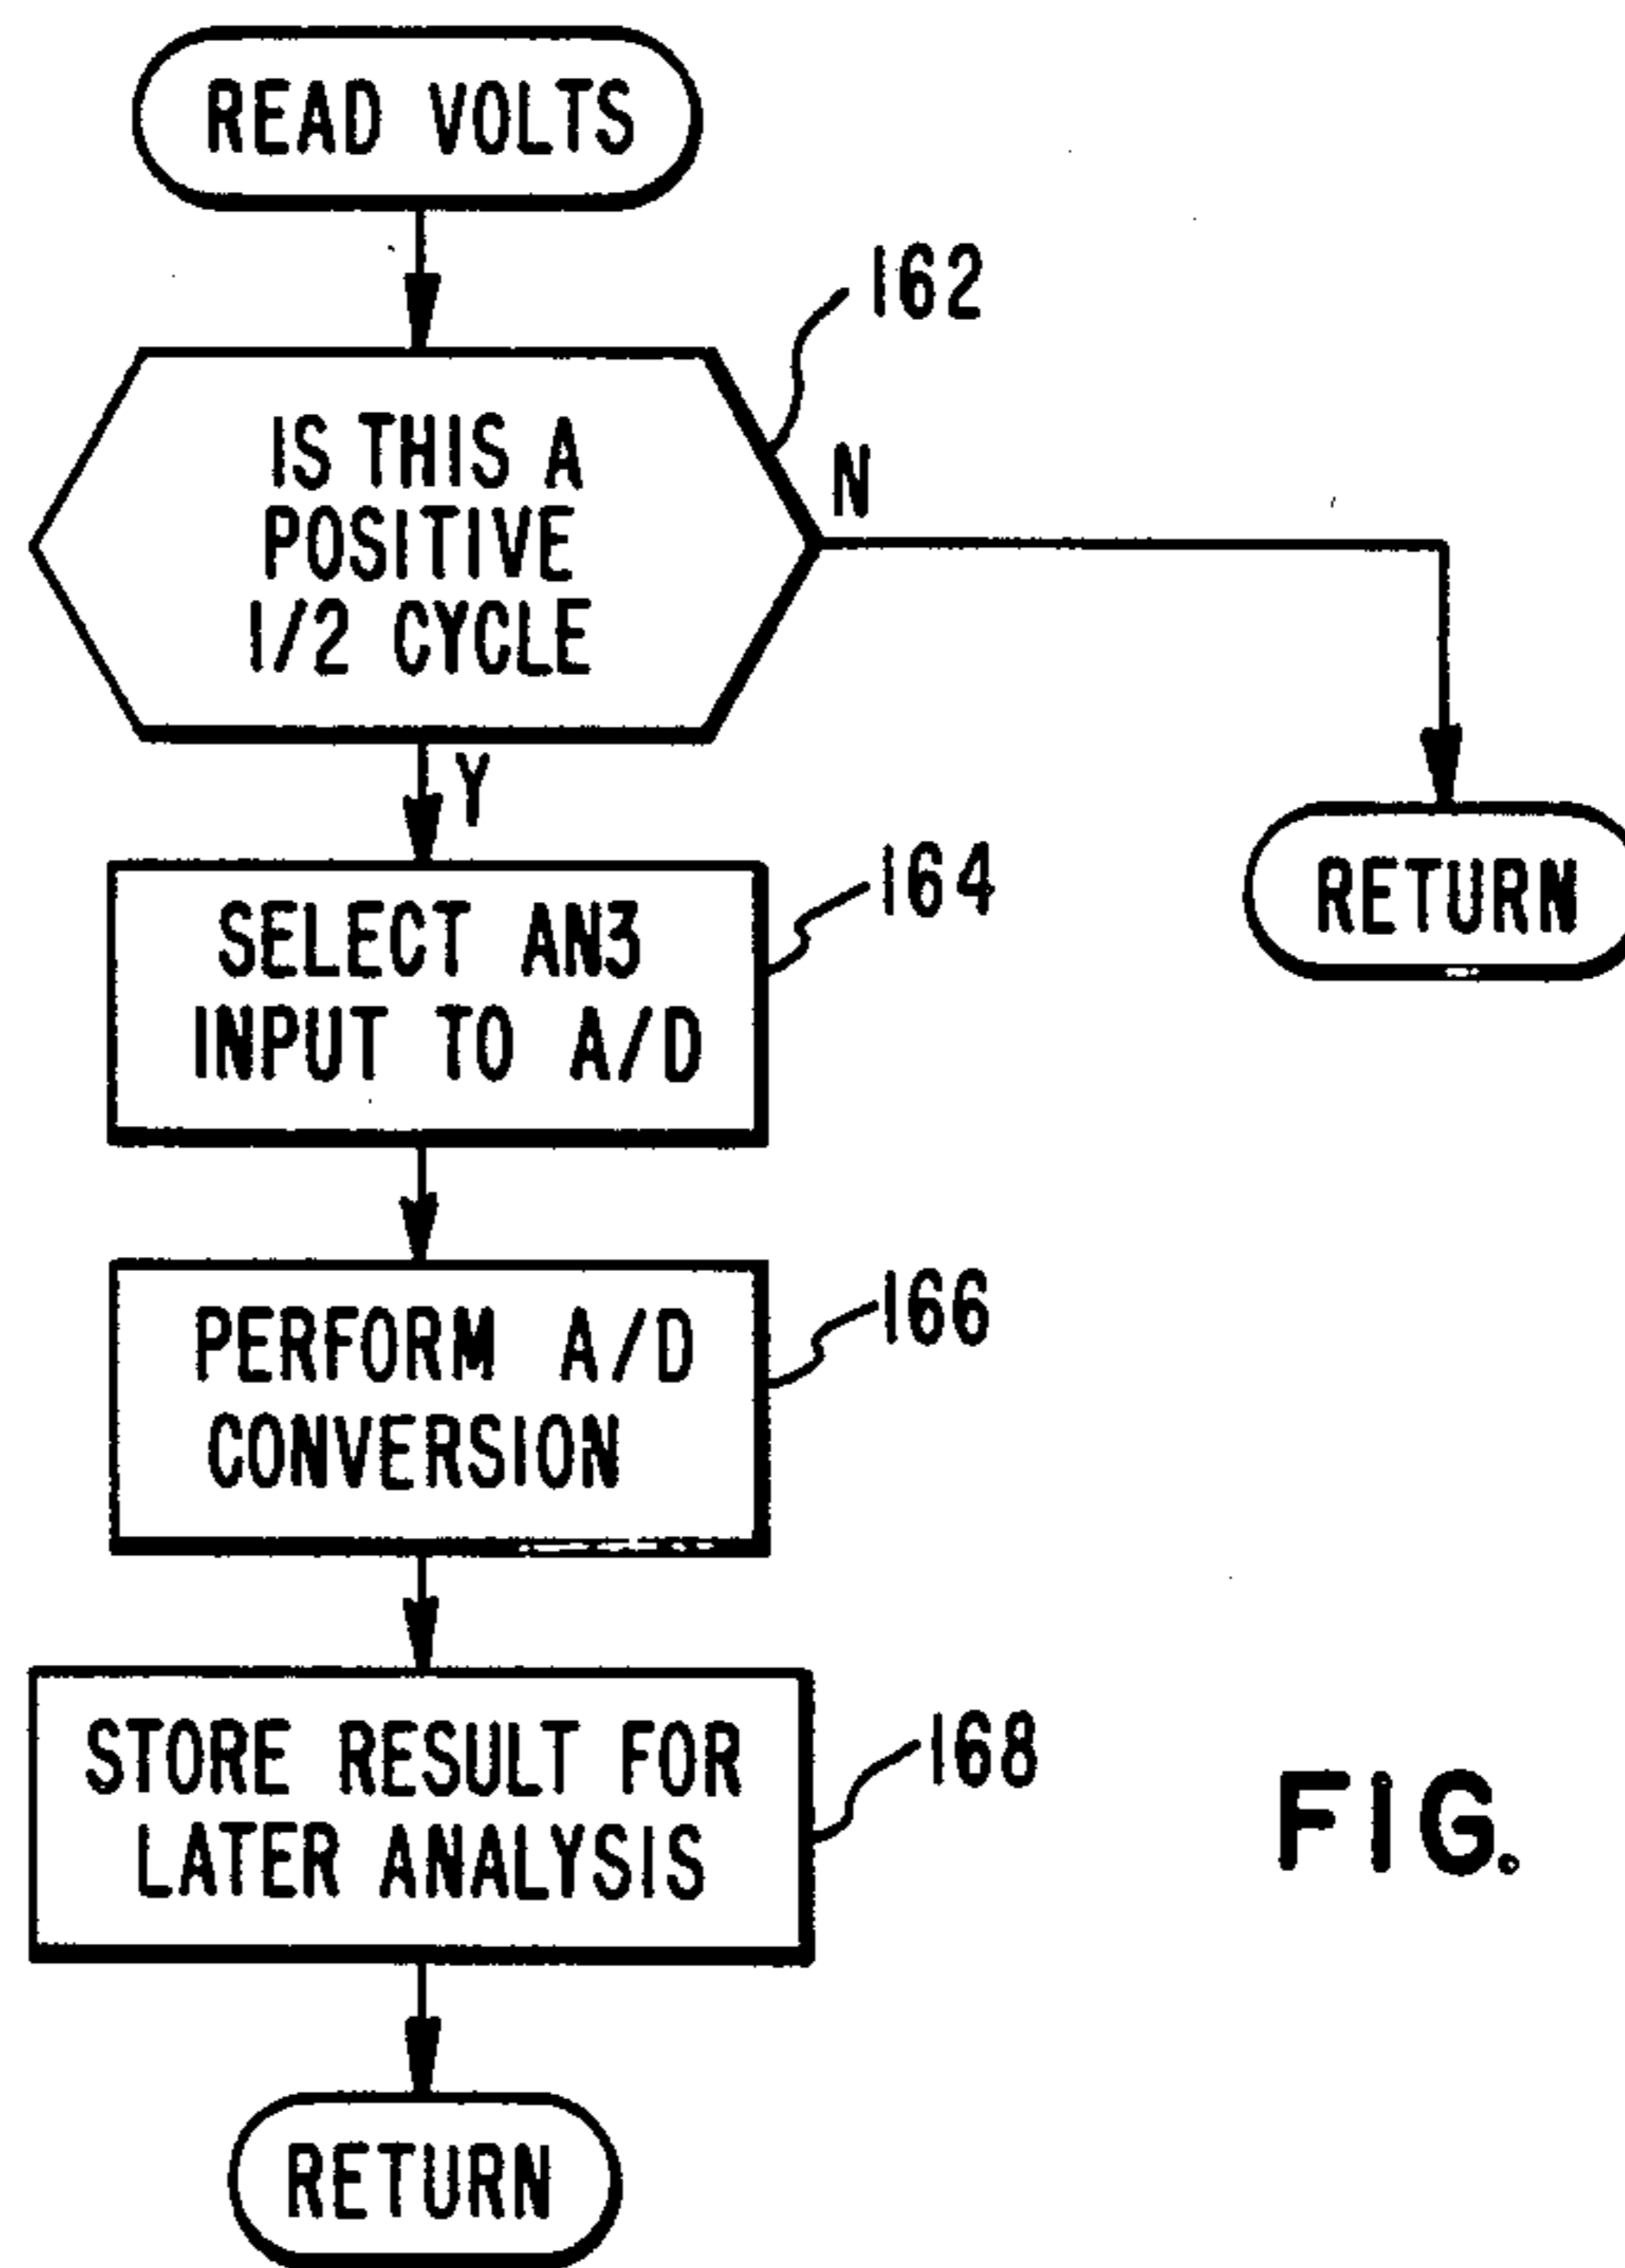 READ VOLTS
162
IS THIS A
POSITIVE
1/2 CYCLE
N
Y
164
SELECT AN3
INPUT TO A/D
RETURN
166
PERFORM A/D
CONVERSION
168
STORE RESULT FOR
LATER ANALYSIS
FIG.
RETURN